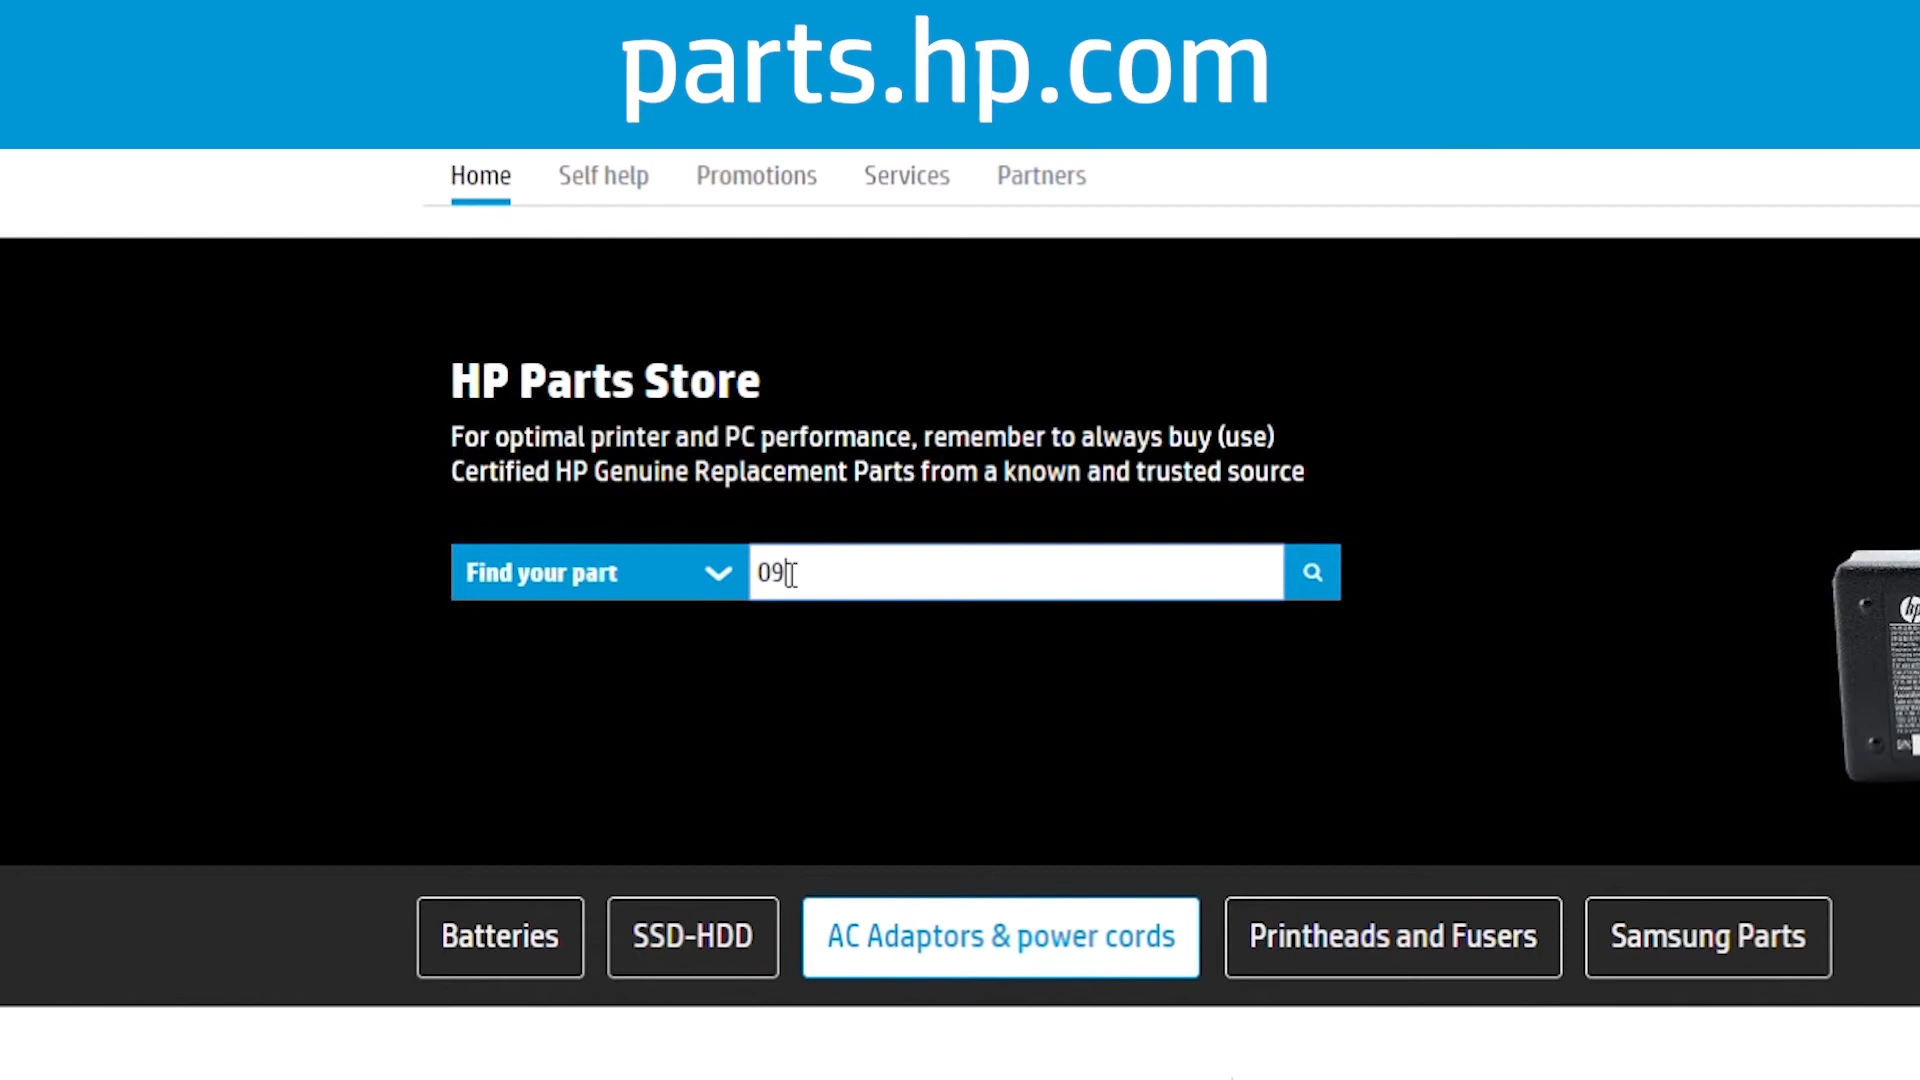 parts.hp.com
Home Self help Promotions Services Partners
HP Parts Store
For optimal printer and PC performance, remember to always buy (use)
Certified HP Genuine Replacement Parts from a known and trusted source
Find your part 09
hp
Batteries SSD-HDD AC Adaptors & power cords Printheads and Fusers Samsung Parts